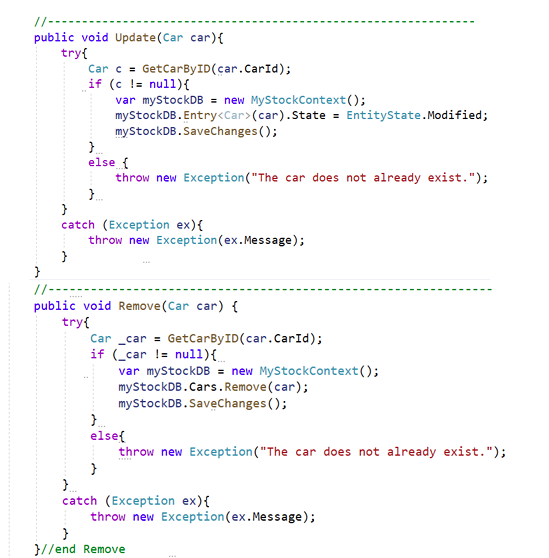 //--------------------------------------------------------------
public void Update(Car car){
try{
Car c = GetCarByID(car.CarId);
if (c != null){
var myStockDB = new MyStockContext();
myStockDB.Entry<Car>(car).State = EntityState.Modified;
myStockDB.SaveChanges();
}
else {
throw new Exception("The car does not already exist.");
}
}
catch (Exception ex){
throw new Exception(ex.Message);
}
}
//--------------------------------------------------------------
public void Remove(Car car) {
try{
Car _car = GetCarByID(car.CarId);
if (_car != null){
var myStockDB = new MyStockContext();
myStockDB.Cars.Remove(car);
myStockDB.SaveChanges();
}
else{
throw new Exception("The car does not already exist.");
}
}
catch (Exception ex){
throw new Exception(ex.Message);
}
}//end Remove